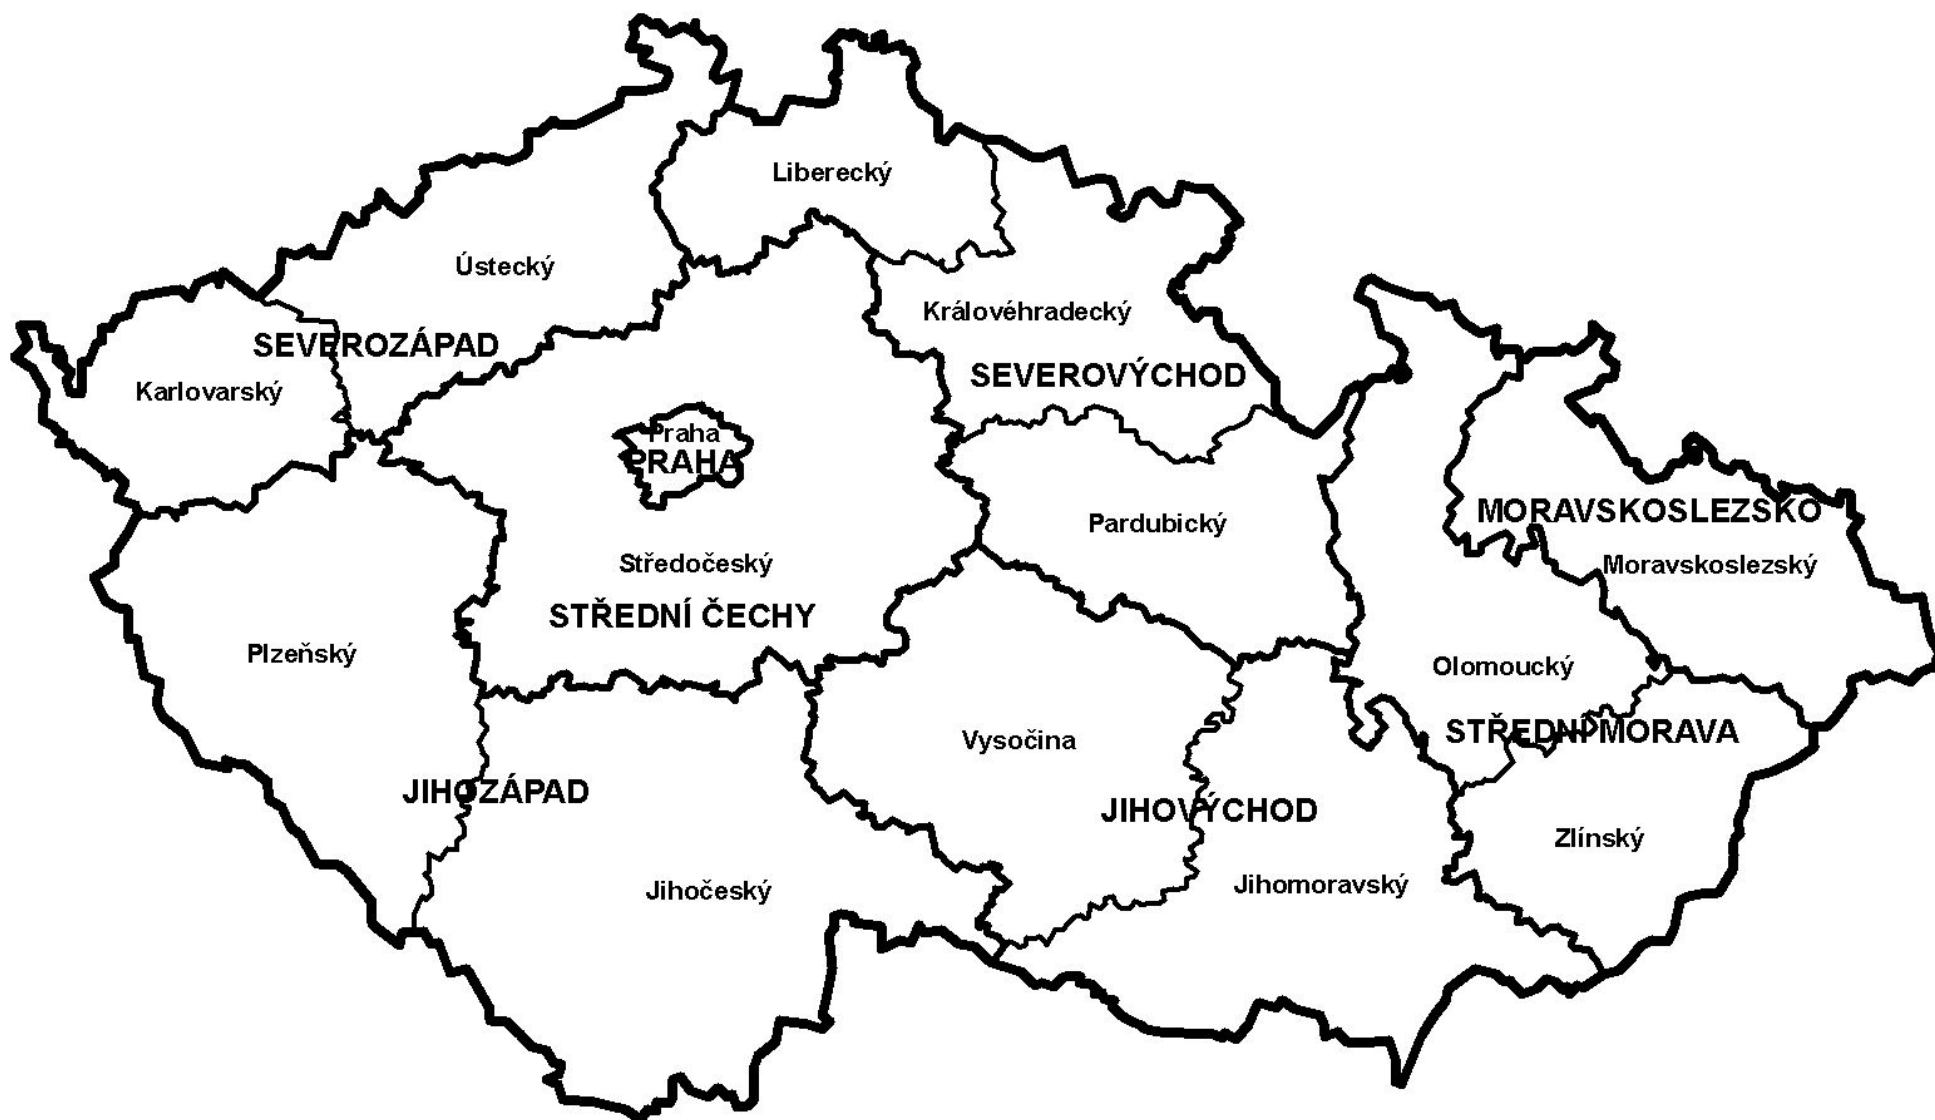 Liberecký
Ústecký
Královéhradecký
SEVEROZÁPAD
SEVEROVÝCHOD
Karlovarský
Praha
PRAHA
MORAVSKOSLEZSKO
Pardubický
Středočeský
Moravskoslezský
STŘEDNÍ ČECHY
Plzeňský
Olomoucký
STŘEDNÍ MORAVA
Vysočina
JIHOZÁPAD
JIHOVÝCHOD
Zlínský
Jihočeský
Jihomoravský